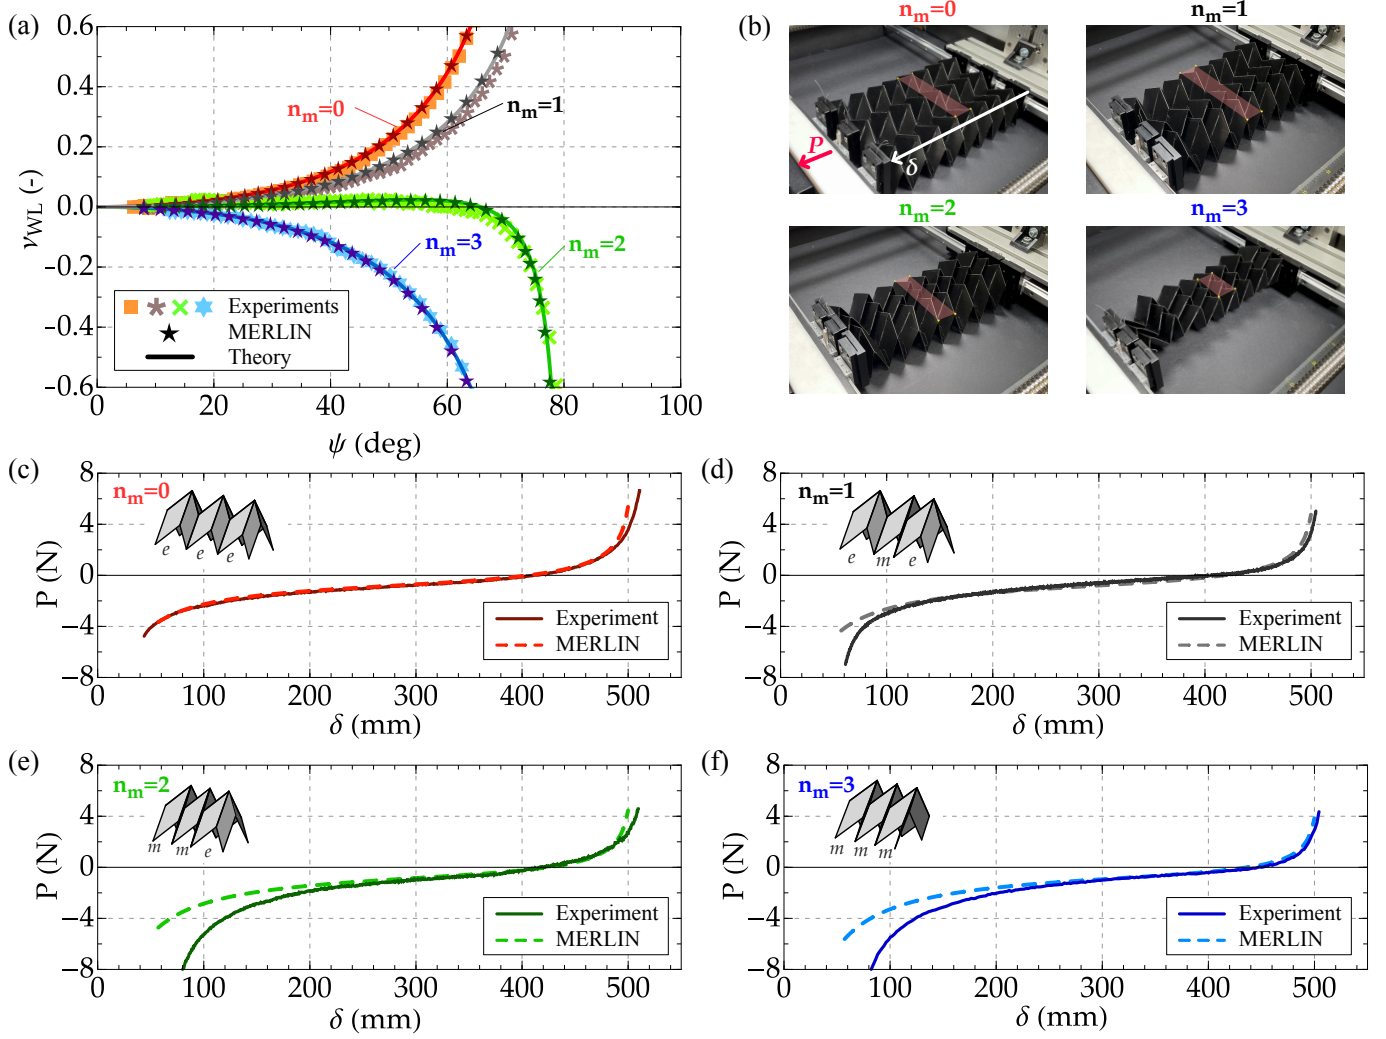 (a)
0.6
0.4
0.2
0.0
−0.2
−0.4
−0.6
ν_WL (-)
n_m=0
n_m=1
n_m=3
n_m=2
Experiments
MERLIN
Theory
0 20 40 60 80 100
ψ (deg)
(b)
n_m=0
n_m=1
P
δ
n_m=2
n_m=3
(c)
8
4
0
−4
−8
P (N)
n_m=0
e e e
Experiment
MERLIN
0 100 200 300 400 500
δ (mm)
(d)
8
4
0
−4
−8
P (N)
n_m=1
e m e
Experiment
MERLIN
0 100 200 300 400 500
δ (mm)
(e)
8
4
0
−4
−8
P (N)
n_m=2
m m e
Experiment
MERLIN
0 100 200 300 400 500
δ (mm)
(f)
8
4
0
−4
−8
P (N)
n_m=3
m m m
Experiment
MERLIN
0 100 200 300 400 500
δ (mm)